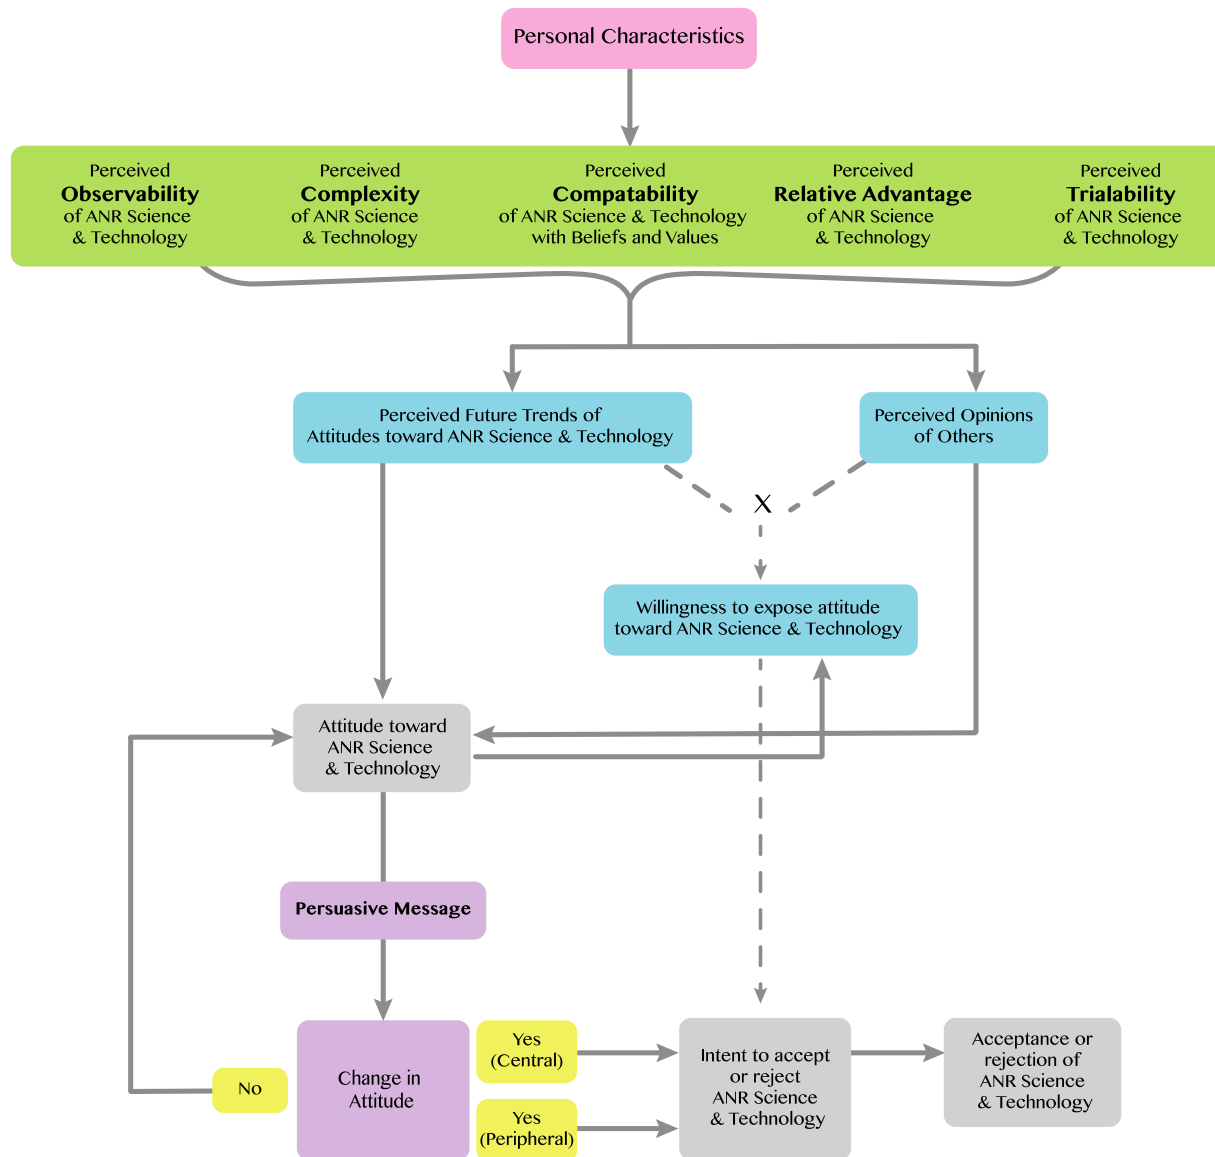 Personal Characteristics
Perceived
Observability
of ANR Science
& Technology
Perceived
Complexity
of ANR Science
& Technology
Perceived
Compatability
of ANR Science & Technology
with Beliefs and Values
Perceived
Relative Advantage
of ANR Science
& Technology
Perceived
Trialability
of ANR Science
& Technology
Perceived Future Trends of
Attitudes toward ANR Science & Technology
Perceived Opinions
of Others
X
Willingness to expose attitude
toward ANR Science & Technology
Attitude toward
ANR Science
& Technology
Persuasive Message
No
Change in
Attitude
Yes
(Central)
Yes
(Peripheral)
Intent to accept
or reject
ANR Science
& Technology
Acceptance or
rejection of
ANR Science
& Technology